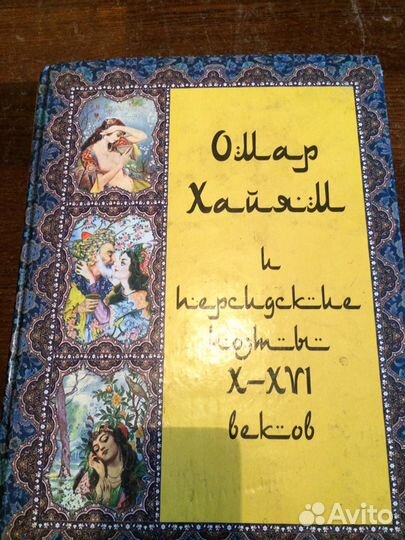 Омар
Хайям
и
персидские
поэты
X–XVI
веков
Avito